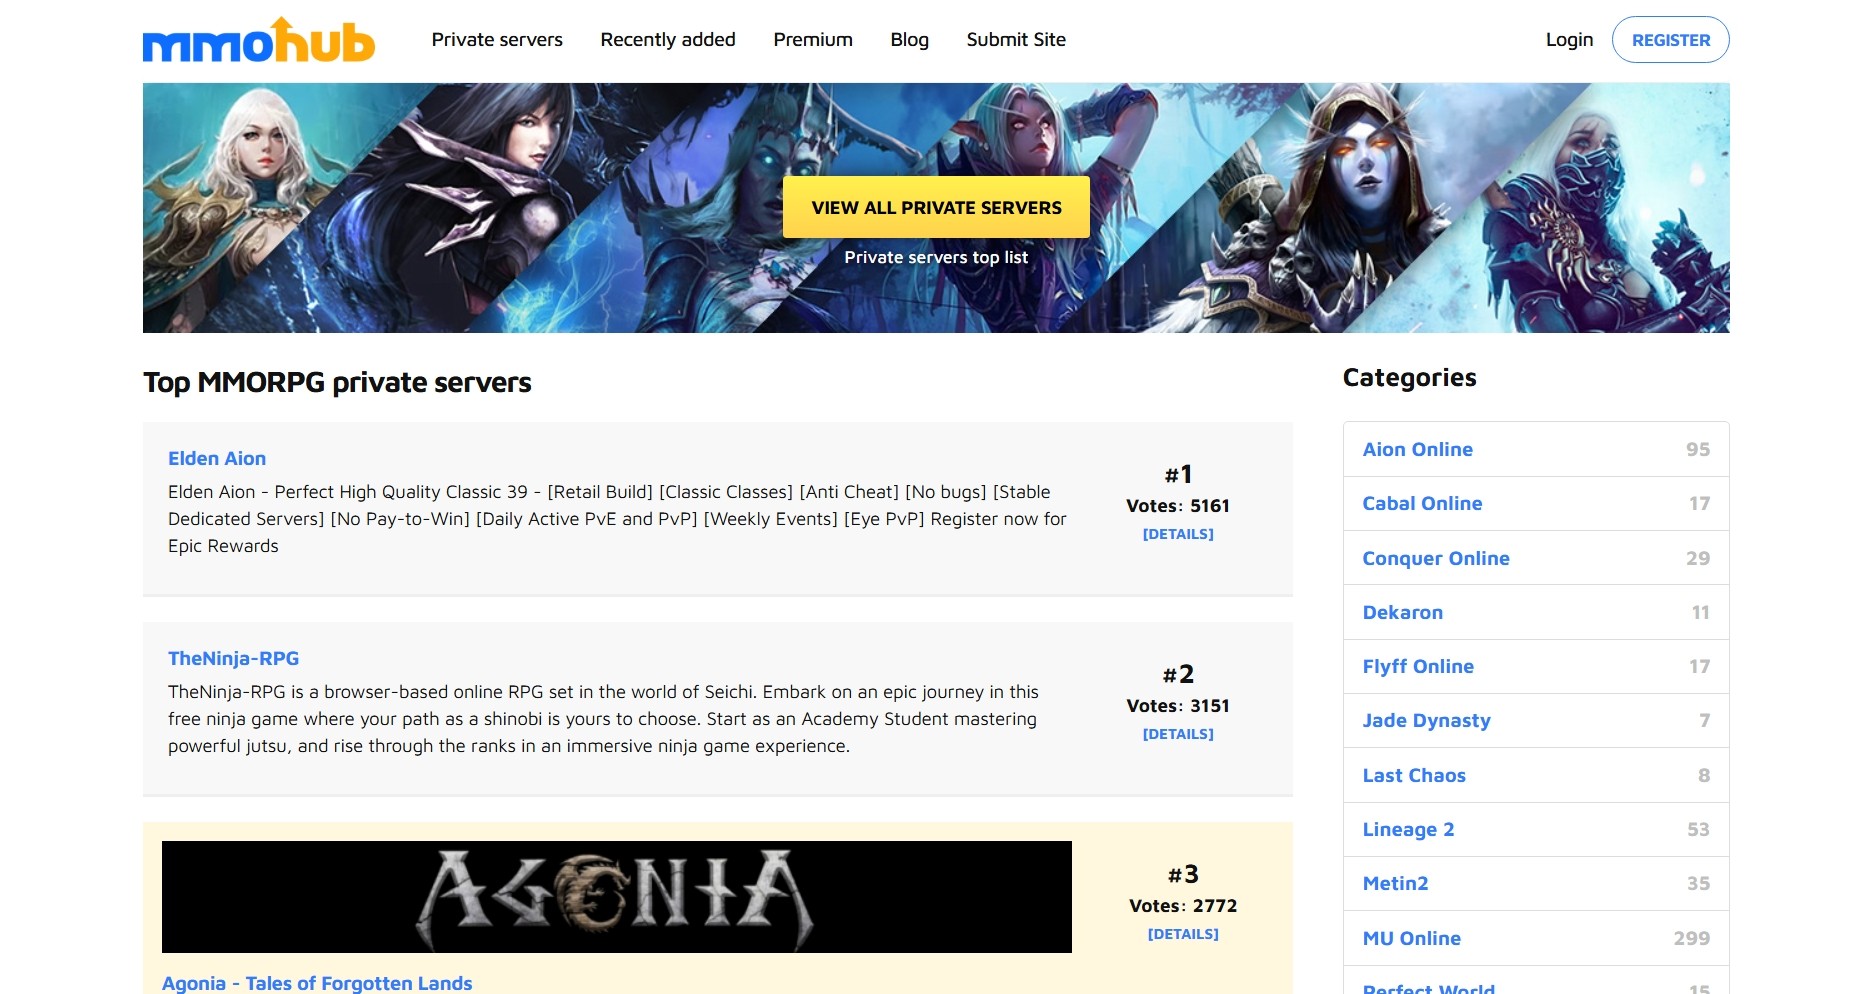 mmohub
Private servers
Recently added
Premium
Blog
Submit Site
Login
REGISTER
VIEW ALL PRIVATE SERVERS
Private servers top list
Top MMORPG private servers
Elden Aion
Elden Aion - Perfect High Quality Classic 39 - [Retail Build] [Classic Classes] [Anti Cheat] [No bugs] [Stable
Dedicated Servers] [No Pay-to-Win] [Daily Active PvE and PvP] [Weekly Events] [Eye PvP] Register now for
Epic Rewards
#1
Votes: 5161
[DETAILS]
TheNinja-RPG
TheNinja-RPG is a browser-based online RPG set in the world of Seichi. Embark on an epic journey in this
free ninja game where your path as a shinobi is yours to choose. Start as an Academy Student mastering
powerful jutsu, and rise through the ranks in an immersive ninja game experience.
#2
Votes: 3151
[DETAILS]
AGONIA
#3
Votes: 2772
[DETAILS]
Agonia - Tales of Forgotten Lands
Categories
Aion Online 95
Cabal Online 17
Conquer Online 29
Dekaron 11
Flyff Online 17
Jade Dynasty 7
Last Chaos 8
Lineage 2 53
Metin2 35
MU Online 299
Perfect World 15